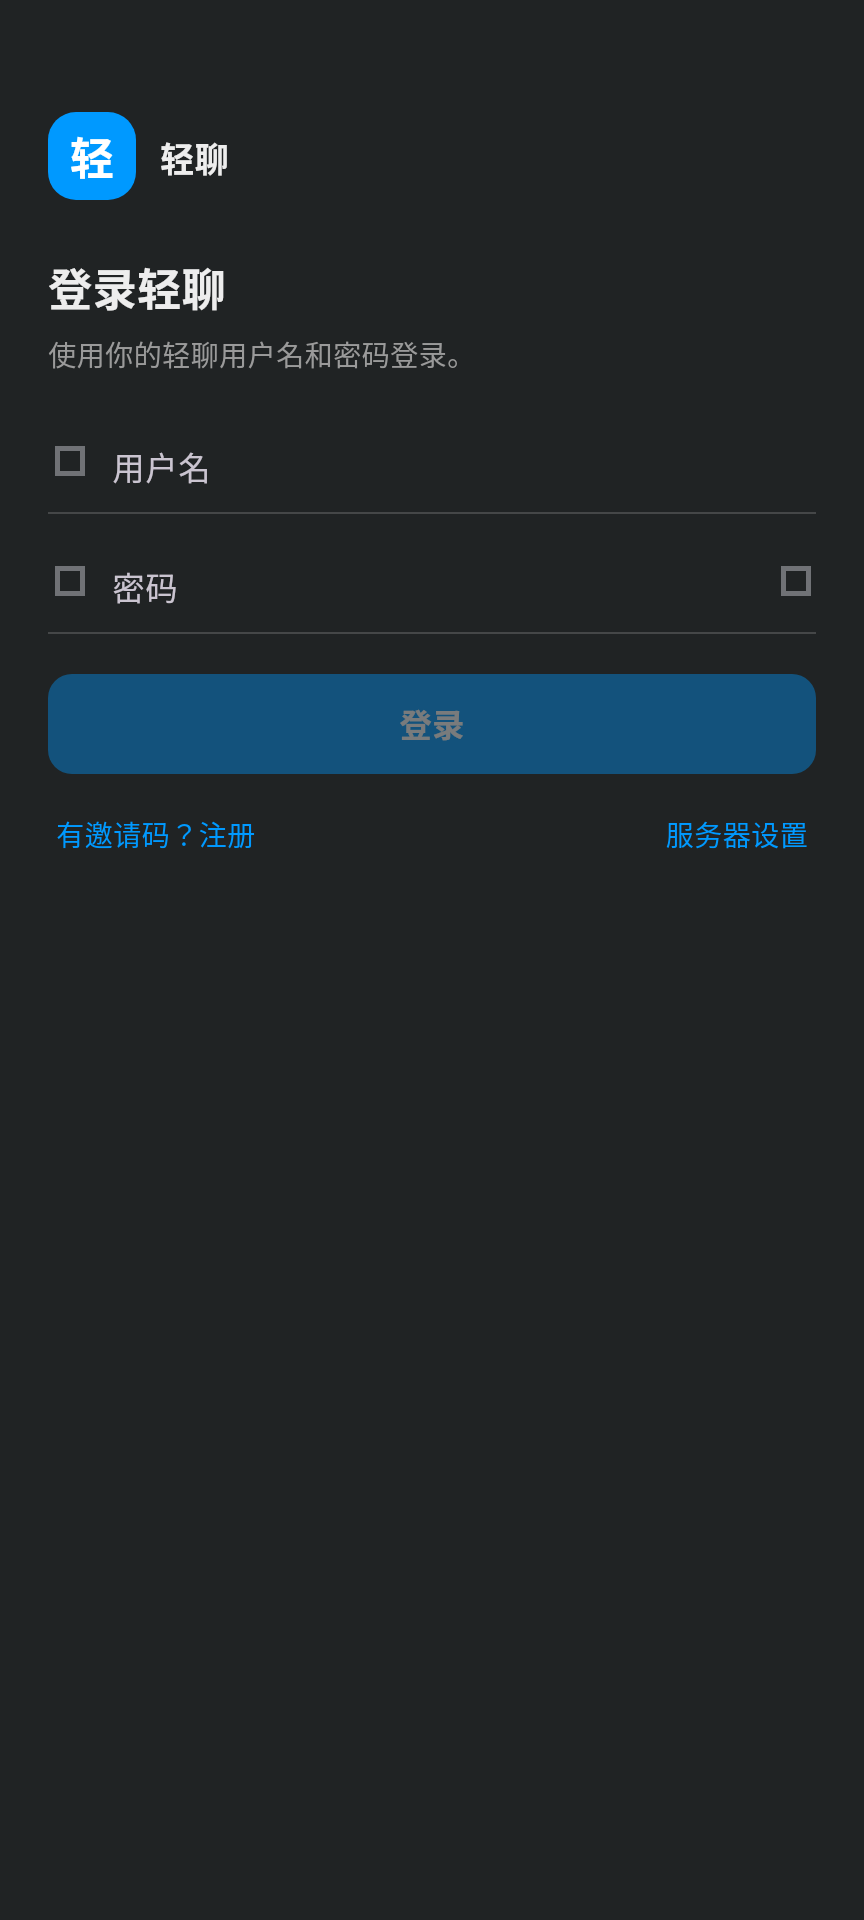 轻 轻聊
登录轻聊
使用你的轻聊用户名和密码登录。
用户名
密码
登录
有邀请码？注册 服务器设置